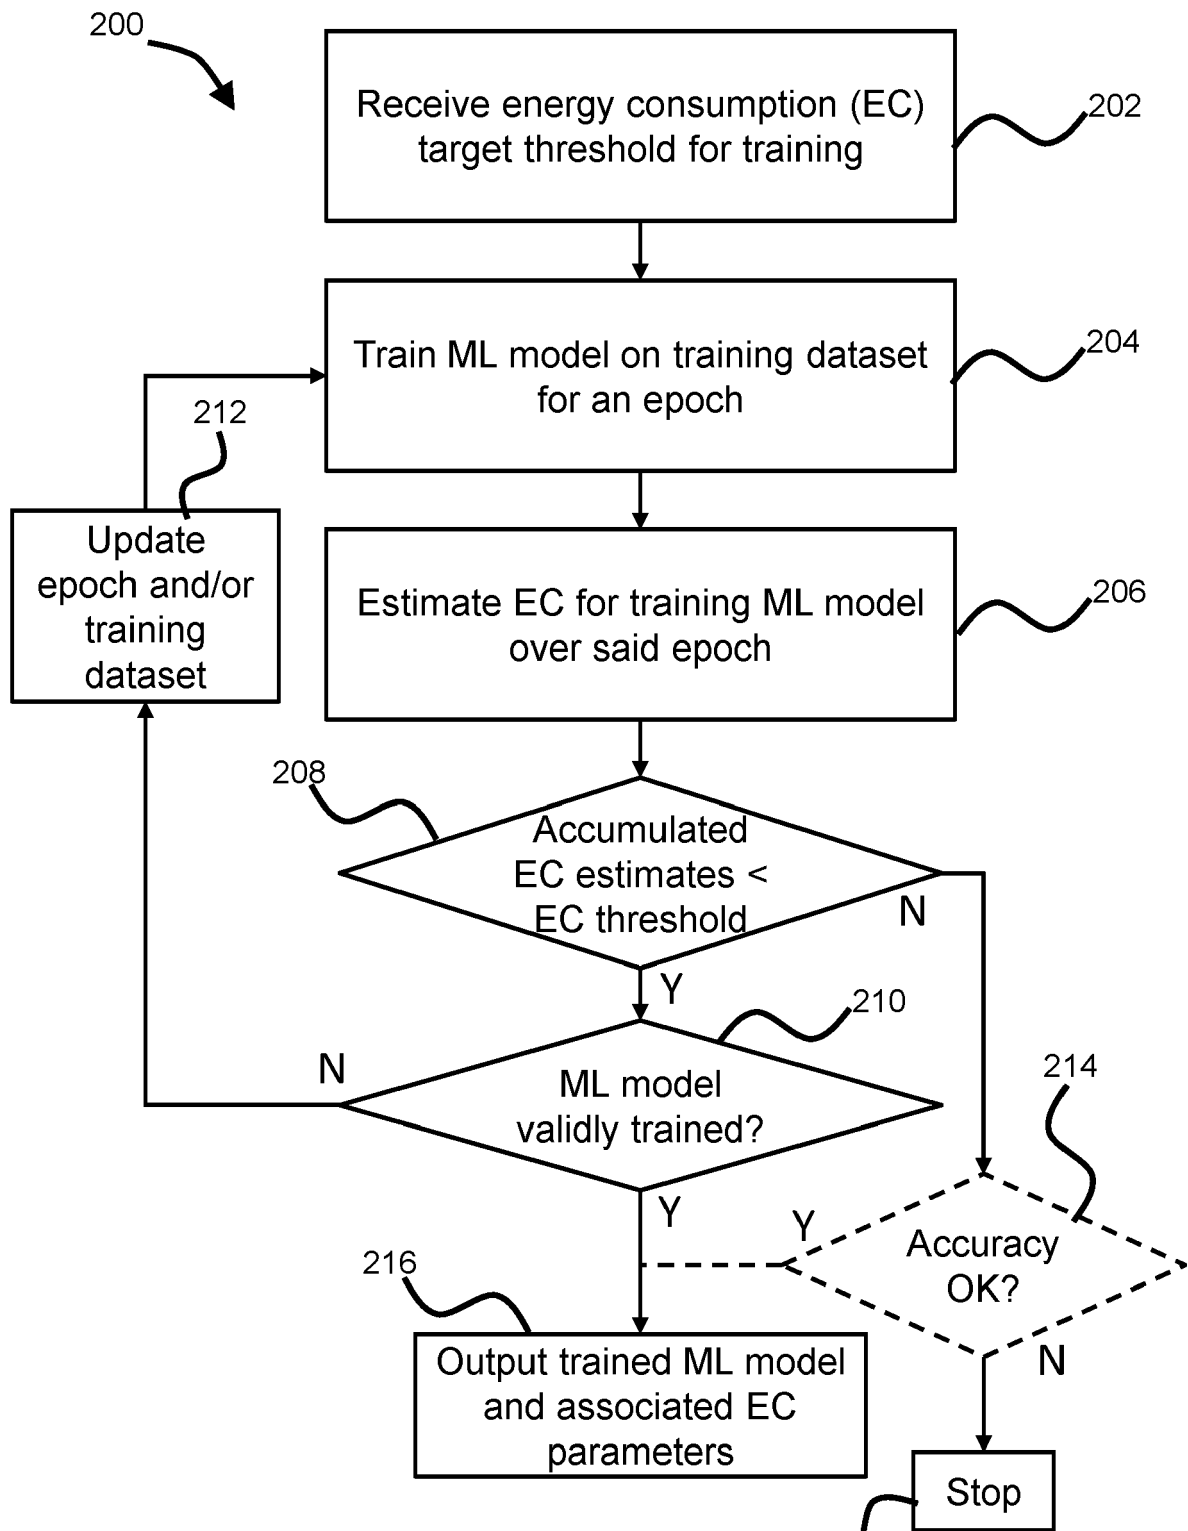 200
Receive energy consumption (EC)
target threshold for training
202
Train ML model on training dataset
for an epoch
204
212
Update
epoch and/or
training
dataset
Estimate EC for training ML model
over said epoch
206
208
Accumulated
EC estimates <
EC threshold
N
Y
210
N
ML model
validly trained?
214
Y
Y
Accuracy
OK?
216
N
Output trained ML model
and associated EC
parameters
Stop